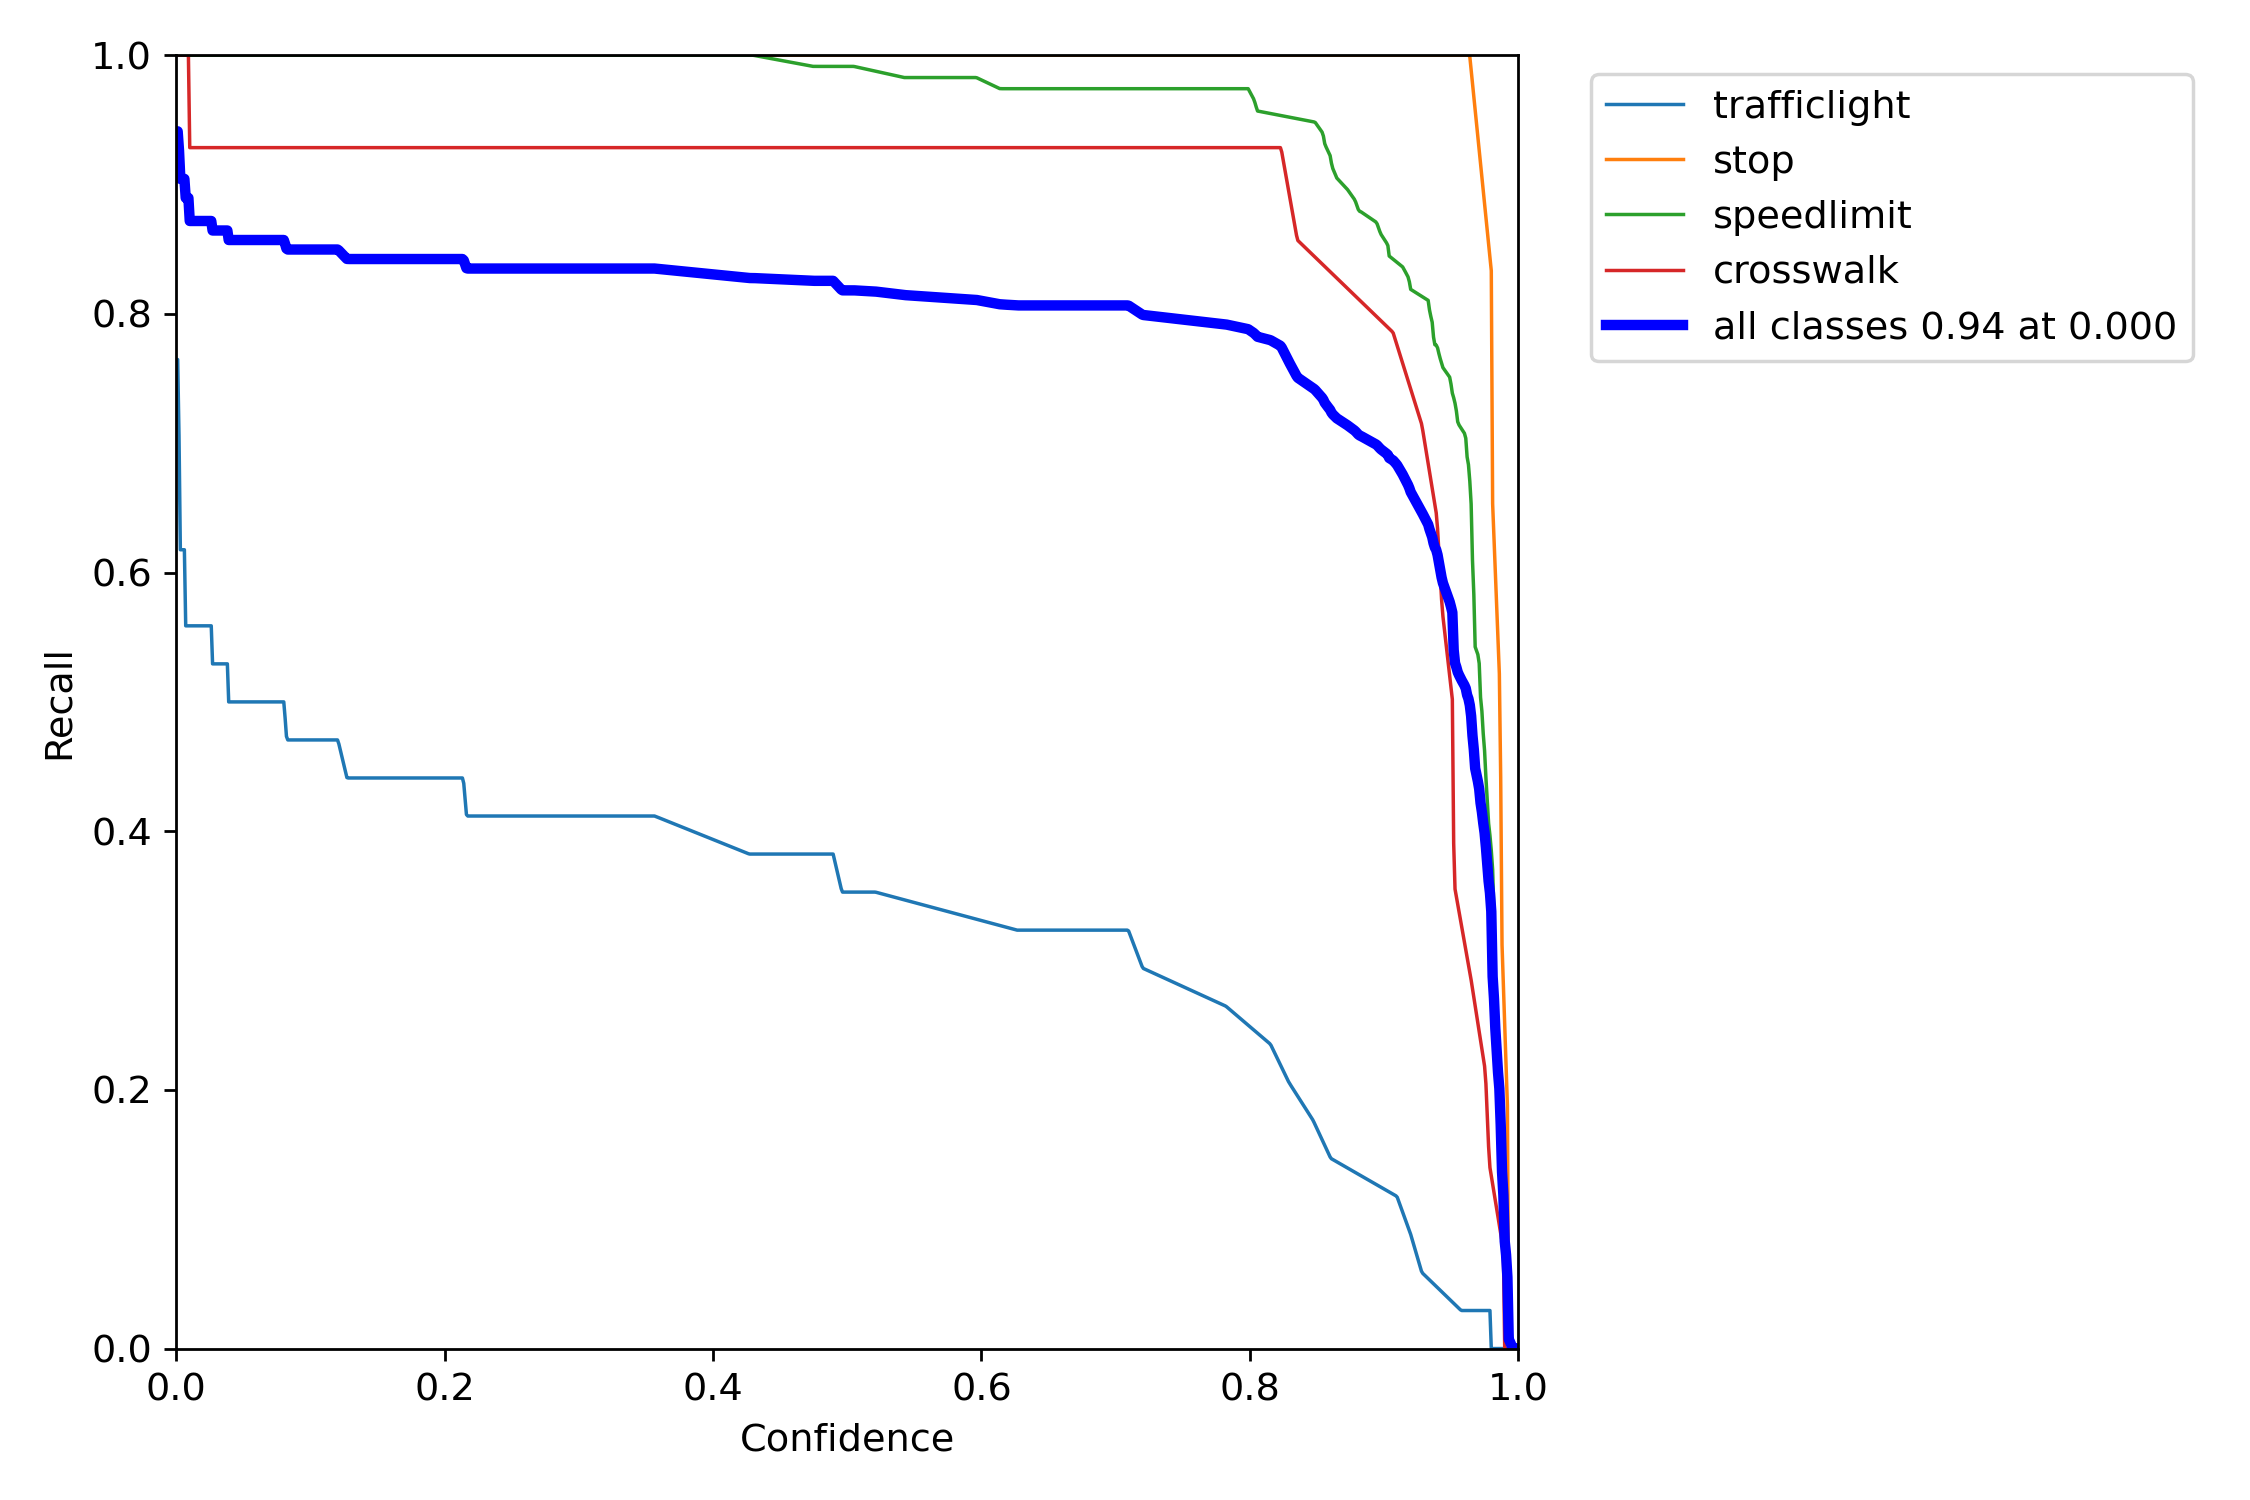 1.0
0.8
0.6
0.4
0.2
0.0
Recall
0.0 0.2 0.4 0.6 0.8 1.0
Confidence
trafficlight
stop
speedlimit
crosswalk
all classes 0.94 at 0.000